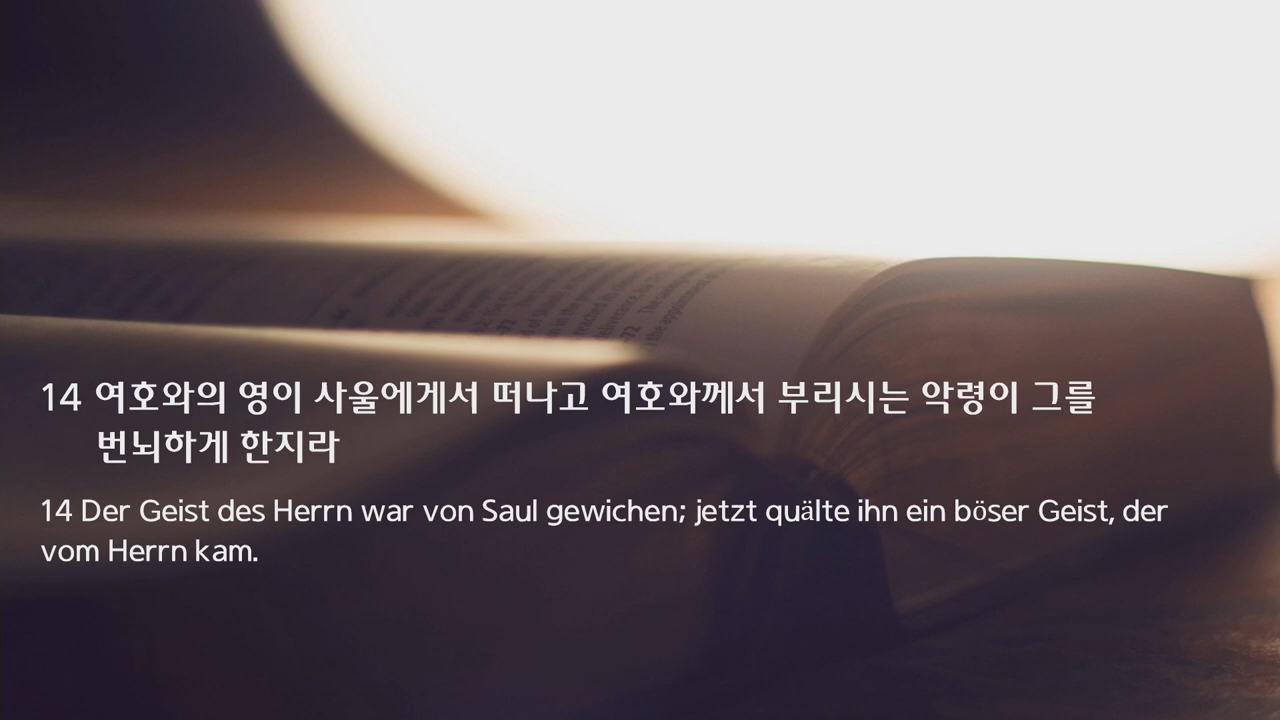 14 여호와의 영이 사울에게서 떠나고 여호와께서 부리시는 악령이 그를
번뇌하게 한지라
14 Der Geist des Herrn war von Saul gewichen; jetzt quälte ihn ein böser Geist, der
vom Herrn kam.